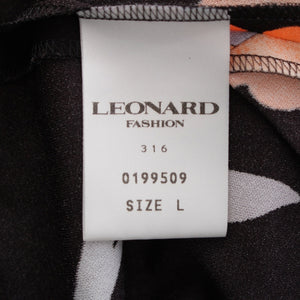 LEONARD
FASHION
316
0199509
SIZE L